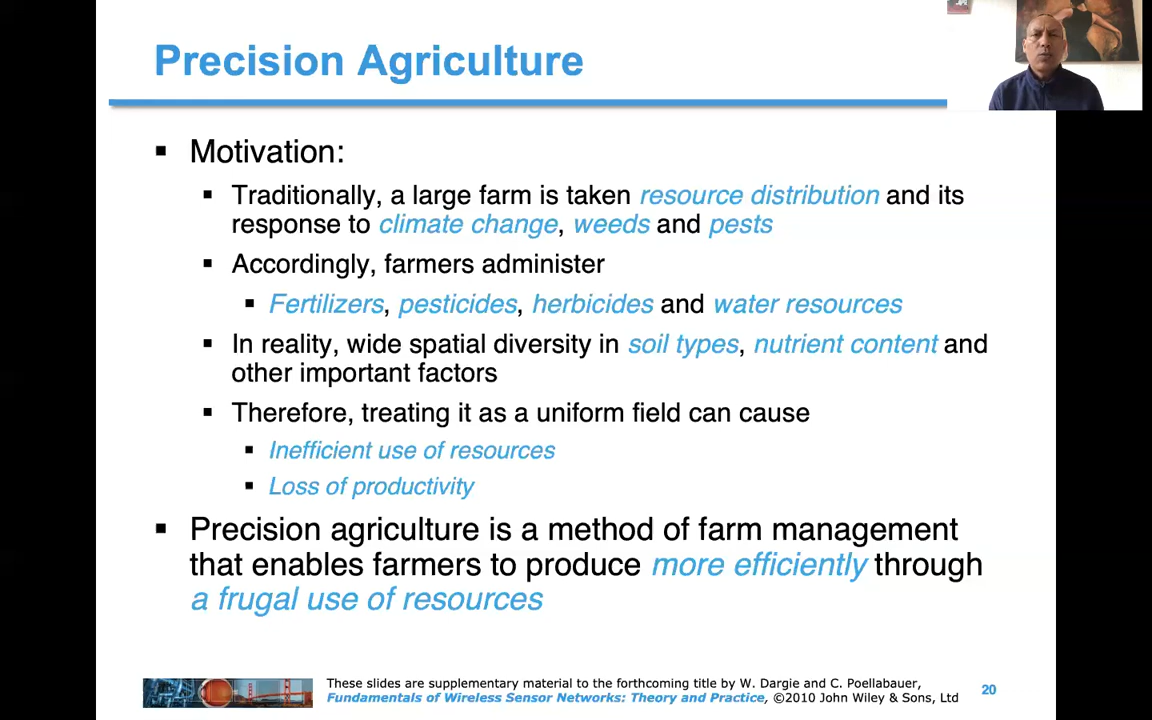 Precision Agriculture
Motivation:
Traditionally, a large farm is taken resource distribution and its
response to climate change, weeds and pests
Accordingly, farmers administer
Fertilizers, pesticides, herbicides and water resources
In reality, wide spatial diversity in soil types, nutrient content and
other important factors
Therefore, treating it as a uniform field can cause
Inefficient use of resources
Loss of productivity
Precision agriculture is a method of farm management
that enables farmers to produce more efficiently through
a frugal use of resources
These slides are supplementary material to the forthcoming title by W. Dargie and C. Poellabauer,
Fundamentals of Wireless Sensor Networks: Theory and Practice, ©2010 John Wiley & Sons, Ltd
20